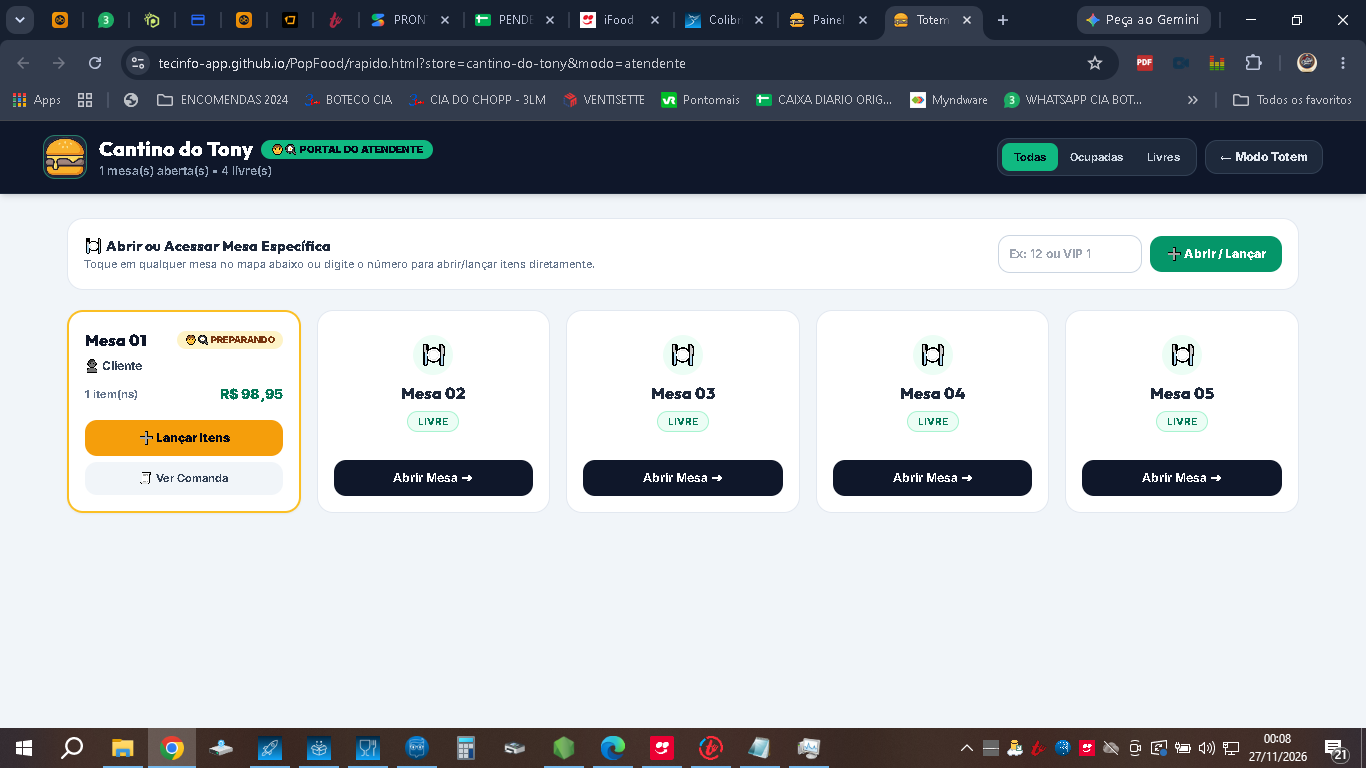 PRON
PENDE
iFood
Colibr
Painel
Totem
Peça ao Gemini
tecinfo-app.github.io/PopFood/rapido.html?store=cantino-do-tony&modo=atendente
PDF
Apps
ENCOMENDAS 2024
BOTECO CIA
CIA DO CHOPP - 3LM
VENTISETTE
Pontomais
CAIXA DIARIO ORIG...
Myndware
3
WHATSAPP CIA BOT...
Todos os favoritos
Cantino do Tony
PORTAL DO ATENDENTE
1 mesa(s) aberta(s) • 4 livre(s)
Todas
Ocupadas
Livres
← Modo Totem
Abrir ou Acessar Mesa Específica
Toque em qualquer mesa no mapa abaixo ou digite o número para abrir/lançar itens diretamente.
Ex: 12 ou VIP 1
➕ Abrir / Lançar
Mesa 01
PREPARANDO
Cliente
1 item(ns)
R$ 98,95
➕ Lançar Itens
Ver Comanda
Mesa 02
LIVRE
Abrir Mesa ➜
Mesa 03
LIVRE
Abrir Mesa ➜
Mesa 04
LIVRE
Abrir Mesa ➜
Mesa 05
LIVRE
Abrir Mesa ➜
00:08
27/11/2026
21